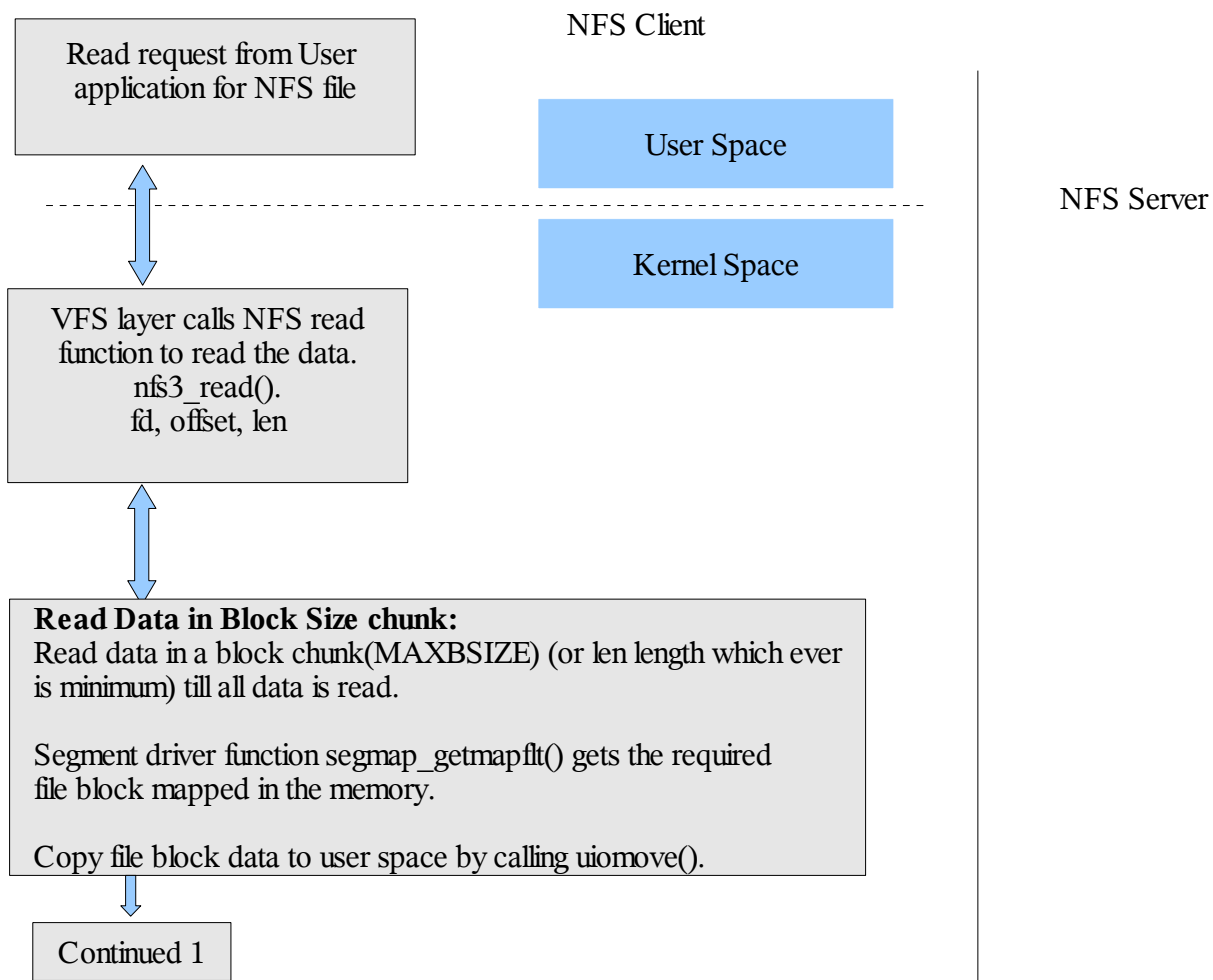 NFS Client
Read request from User
application for NFS file
User Space
NFS Server
Kernel Space
VFS layer calls NFS read
function to read the data.
nfs3_read().
fd, offset, len
Read Data in Block Size chunk:
Read data in a block chunk(MAXBSIZE) (or len length which ever
is minimum) till all data is read.
Segment driver function segmap_getmapflt() gets the required
file block mapped in the memory.
Copy file block data to user space by calling uiomove().
Continued 1